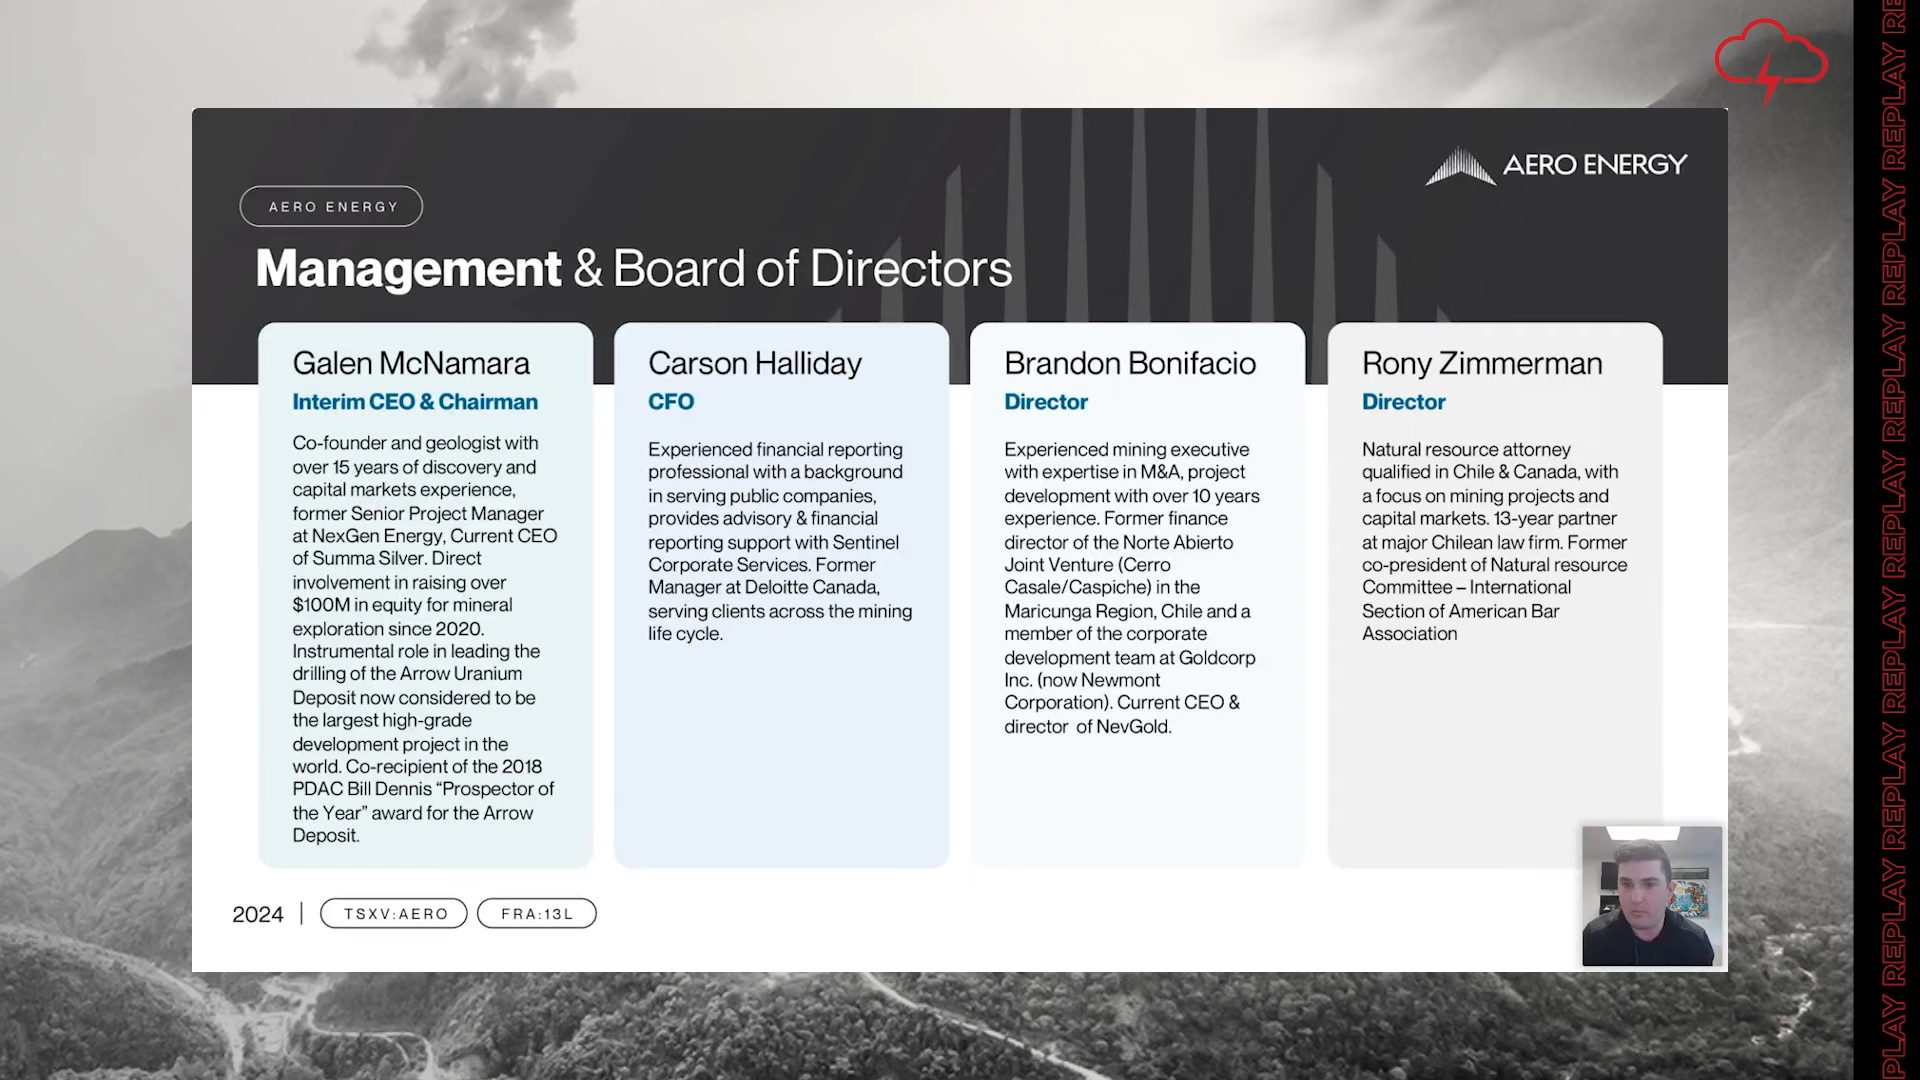 AERO ENERGY
AERO ENERGY
Management & Board of Directors
Galen McNamara
Interim CEO & Chairman
Co-founder and geologist with
over 15 years of discovery and
capital markets experience,
former Senior Project Manager
at NexGen Energy, Current CEO
of Summa Silver. Direct
involvement in raising over
$100M in equity for mineral
exploration since 2020.
Instrumental role in leading the
drilling of the Arrow Uranium
Deposit now considered to be
the largest high-grade
development project in the
world. Co-recipient of the 2018
PDAC Bill Dennis “Prospector of
the Year” award for the Arrow
Deposit.
Carson Halliday
CFO
Experienced financial reporting
professional with a background
in serving public companies,
provides advisory & financial
reporting support with Sentinel
Corporate Services. Former
Manager at Deloitte Canada,
serving clients across the mining
life cycle.
Brandon Bonifacio
Director
Experienced mining executive
with expertise in M&A, project
development with over 10 years
experience. Former finance
director of the Norte Abierto
Joint Venture (Cerro
Casale/Caspiche) in the
Maricunga Region, Chile and a
member of the corporate
development team at Goldcorp
Inc. (now Newmont
Corporation). Current CEO &
director of NevGold.
Rony Zimmerman
Director
Natural resource attorney
qualified in Chile & Canada, with
a focus on mining projects and
capital markets. 13-year partner
at major Chilean law firm. Former
co-president of Natural resource
Committee – International
Section of American Bar
Association
2024
TSXV:AERO
FRA:13L
PLAY REPLAY REPLAY REPLAY REPLAY REPLAY REPLAY REPLAY RE